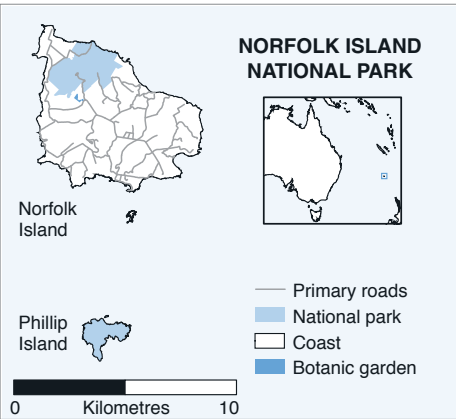 NORFOLK ISLAND
NATIONAL PARK
Norfolk
Island
Phillip
Island
Primary roads
National park
Coast
Botanic garden
0 Kilometres 10